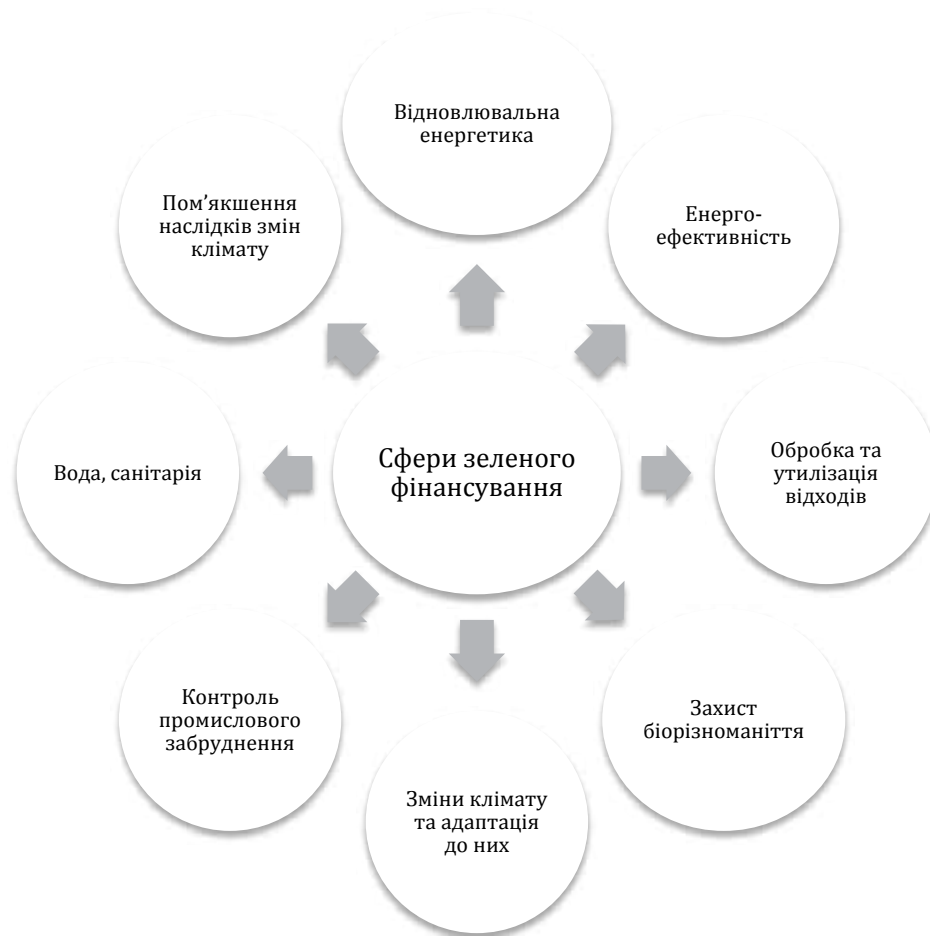 Відновлювальна
енергетика
Пом’якшення
наслідків змін
клімату
Енерго-
ефективність
Сфери зеленого
фінансування
Вода, санітарія
Обробка та
утилізація
відходів
Контроль
промислового
забруднення
Захист
біорізноманіття
Зміни клімату
та адаптація
до них